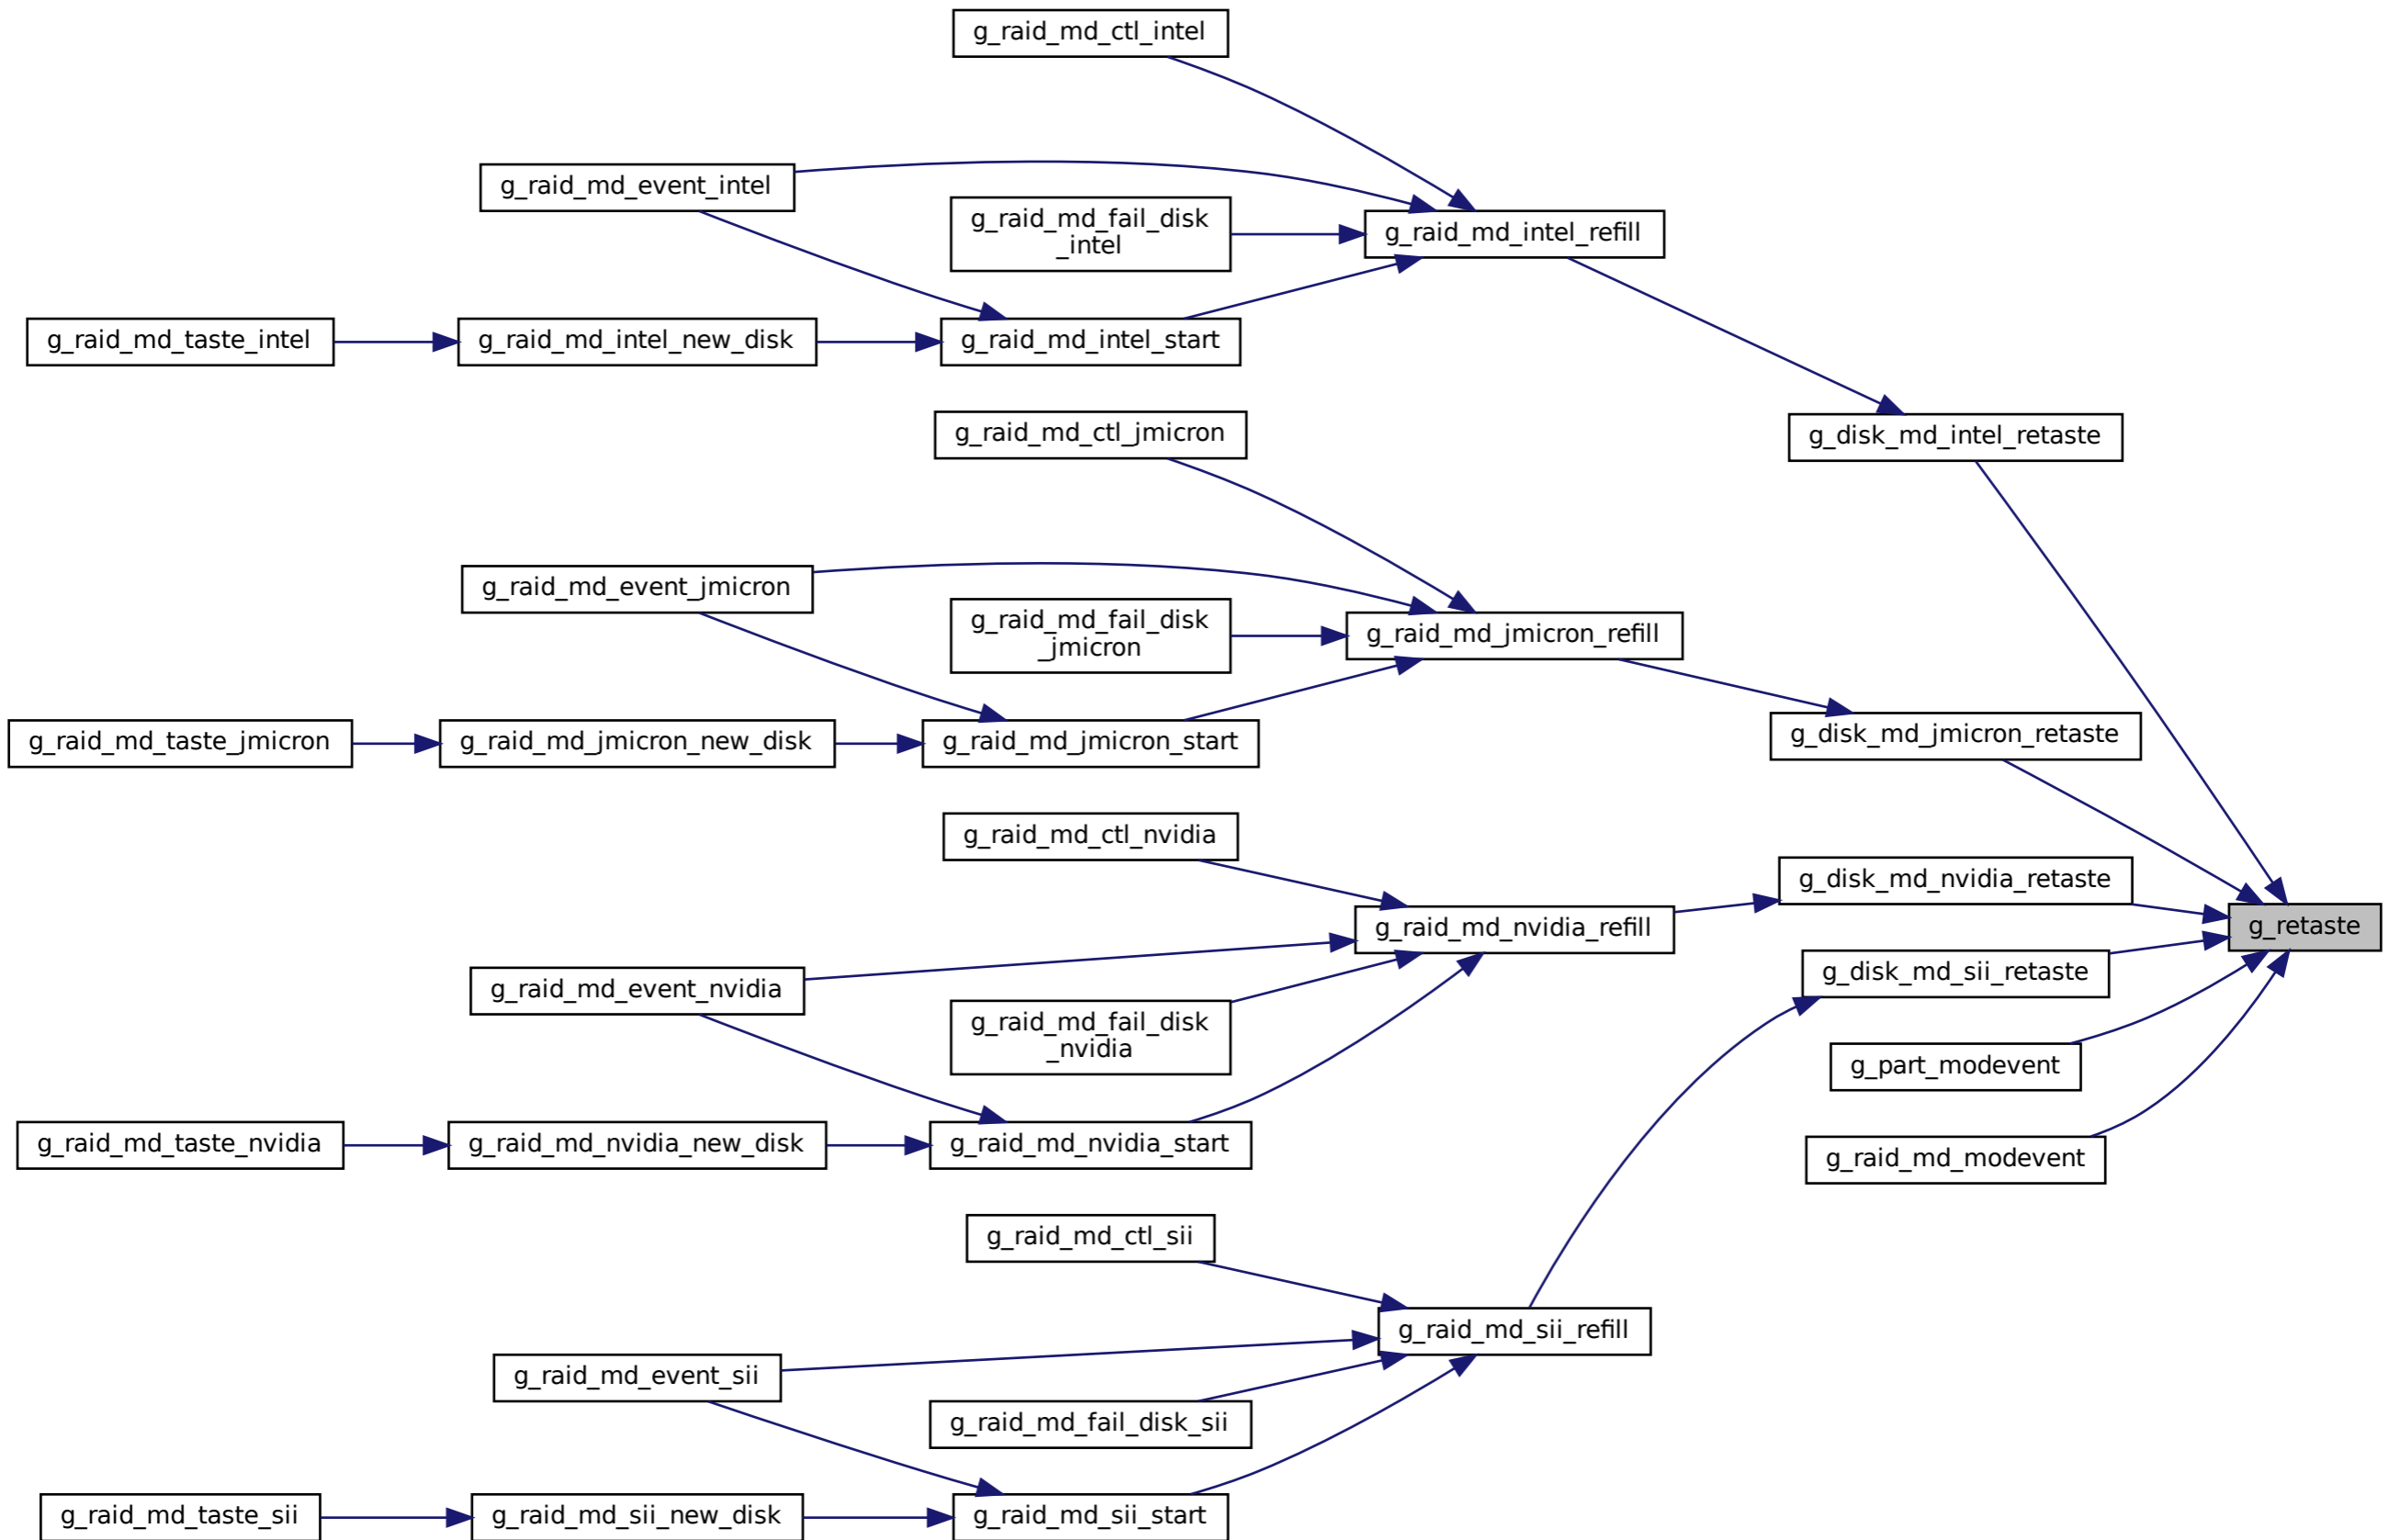 g_raid_md_ctl_intel
g_raid_md_event_intel
g_raid_md_fail_disk
_intel
g_raid_md_intel_refill
g_raid_md_taste_intel
g_raid_md_intel_new_disk
g_raid_md_intel_start
g_disk_md_intel_retaste
g_raid_md_ctl_jmicron
g_raid_md_event_jmicron
g_raid_md_fail_disk
_jmicron
g_raid_md_jmicron_refill
g_raid_md_taste_jmicron
g_raid_md_jmicron_new_disk
g_raid_md_jmicron_start
g_disk_md_jmicron_retaste
g_raid_md_ctl_nvidia
g_disk_md_nvidia_retaste
g_raid_md_nvidia_refill
g_retaste
g_raid_md_event_nvidia
g_raid_md_fail_disk
_nvidia
g_disk_md_sii_retaste
g_part_modevent
g_raid_md_taste_nvidia
g_raid_md_nvidia_new_disk
g_raid_md_nvidia_start
g_raid_md_modevent
g_raid_md_ctl_sii
g_raid_md_sii_refill
g_raid_md_event_sii
g_raid_md_fail_disk_sii
g_raid_md_taste_sii
g_raid_md_sii_new_disk
g_raid_md_sii_start